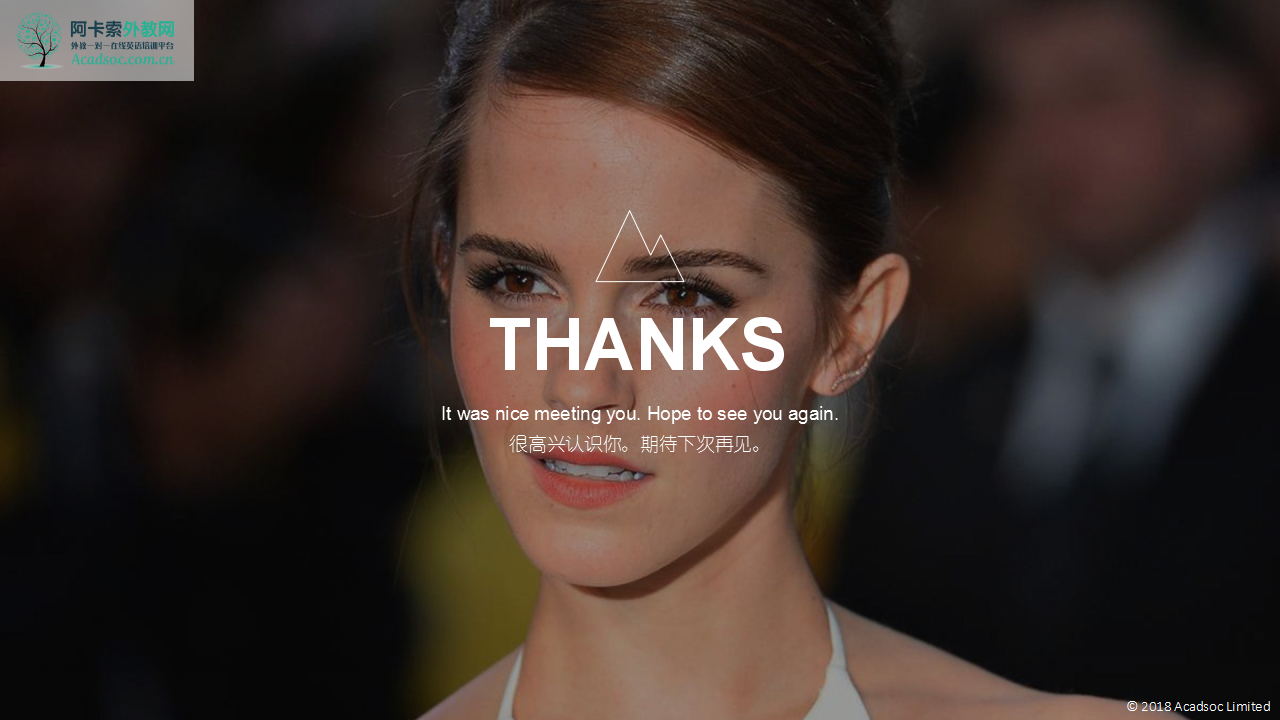 阿卡索外教网
外教一对一在线英语培训平台
Acadsoc.com.cn
THANKS
It was nice meeting you. Hope to see you again.
很高兴认识你。期待下次再见。
© 2018 Acadsoc Limited